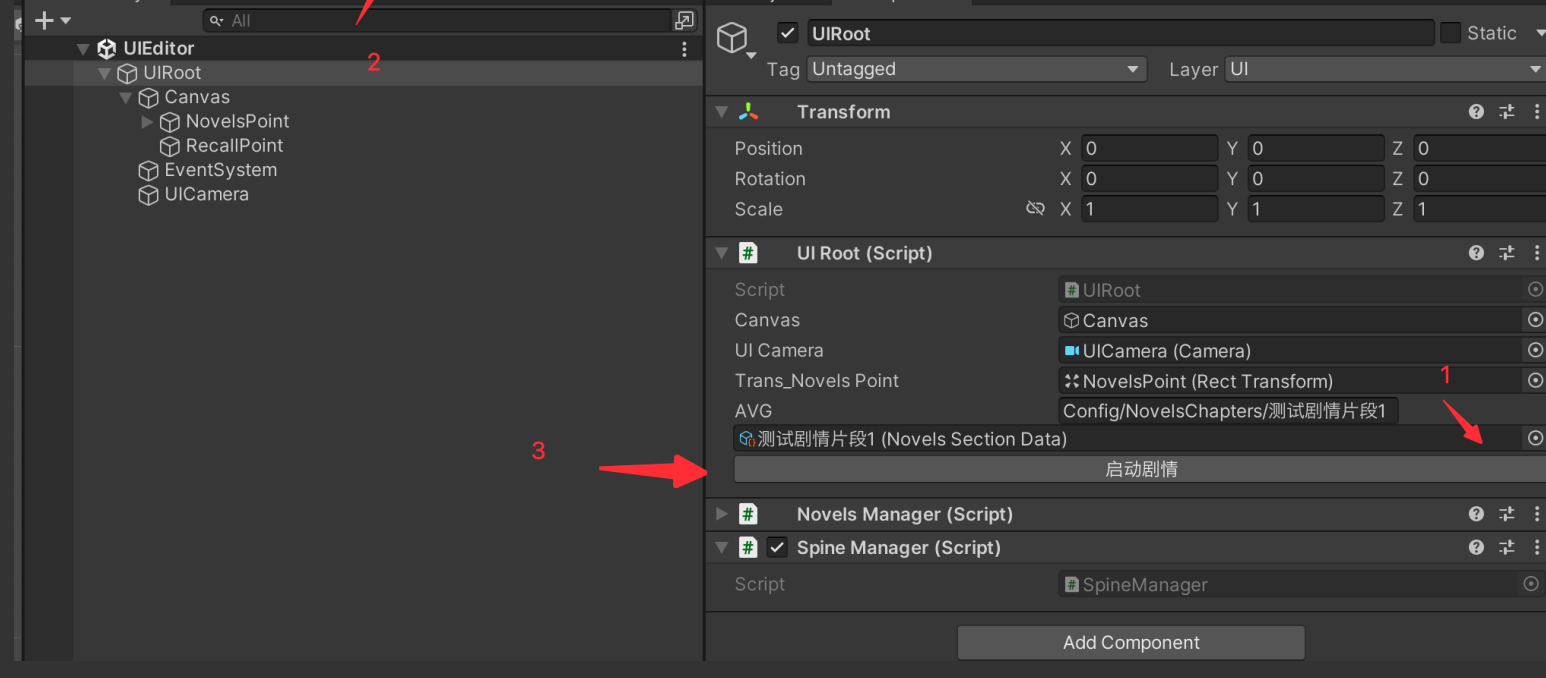 All
UIEditor
2
UIRoot
Canvas
NovelsPoint
RecallPoint
EventSystem
UICamera
UIRoot
Static
Tag Untagged Layer UI
Transform
Position X 0 Y 0 Z 0
Rotation X 0 Y 0 Z 0
Scale X 1 Y 1 Z 1
# UI Root (Script)
Script # UIRoot
Canvas Canvas
UI Camera UICamera (Camera)
Trans_Novels Point NovelsPoint (Rect Transform)
1
AVG Config/NovelsChapters/测试剧情片段1
测试剧情片段1 (Novels Section Data)
3
启动剧情
# Novels Manager (Script)
# Spine Manager (Script)
Script # SpineManager
Add Component